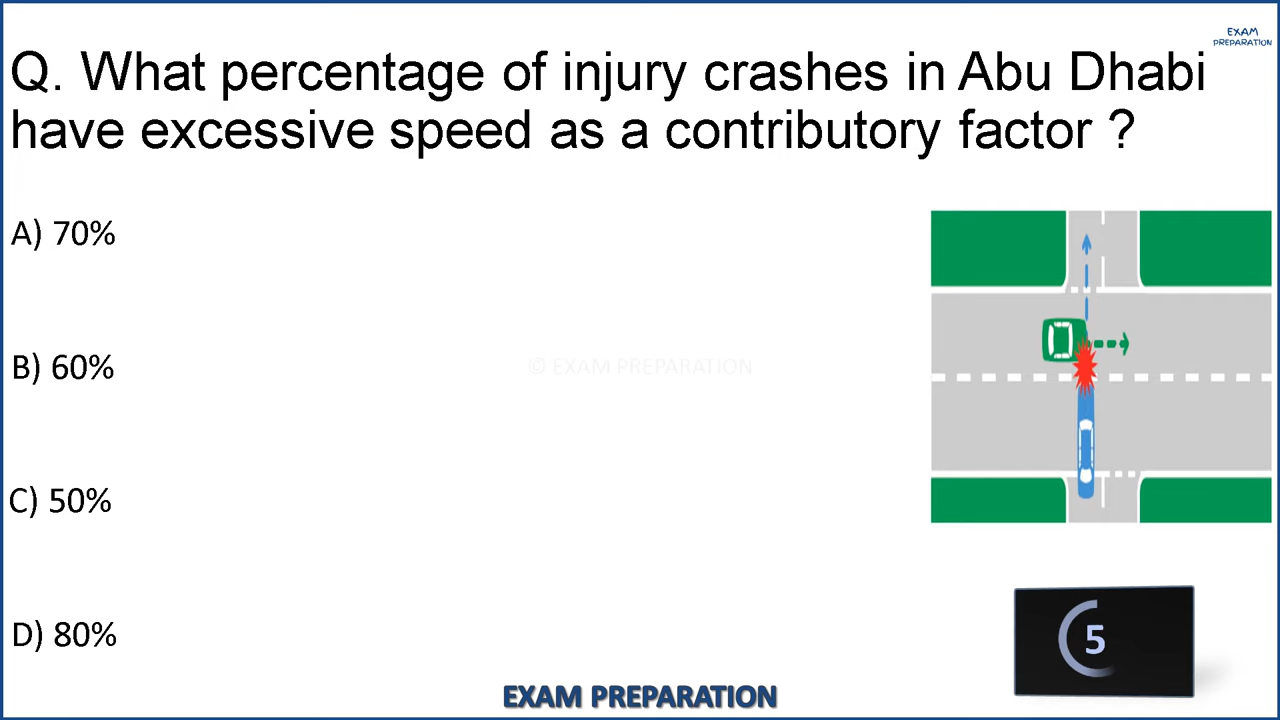 EXAM
PREPARATION
Q. What percentage of injury crashes in Abu Dhabi
have excessive speed as a contributory factor ?
A) 70%
B) 60%
© EXAM PREPARATION
C) 50%
D) 80%
5
EXAM PREPARATION